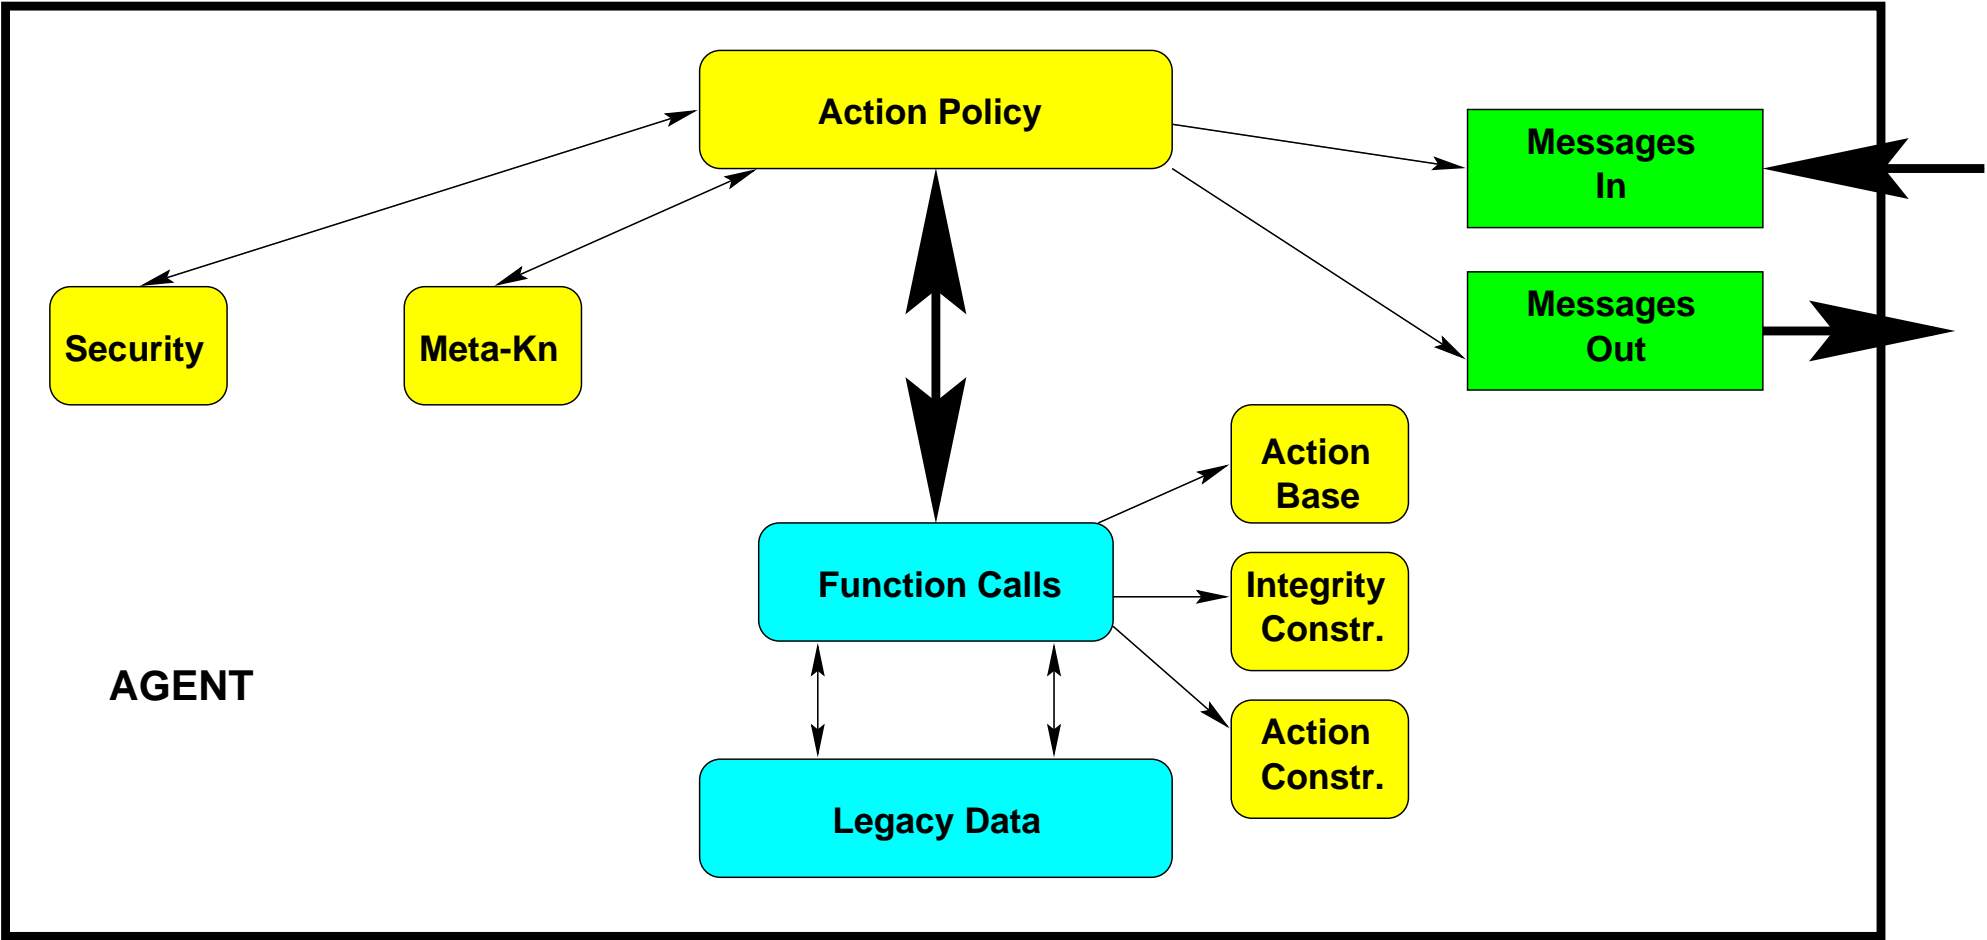 Action Policy
Messages
In
Messages
Out
Security
Meta-Kn
Action
Base
Function Calls
Integrity
Constr.
AGENT
Action
Constr.
Legacy Data